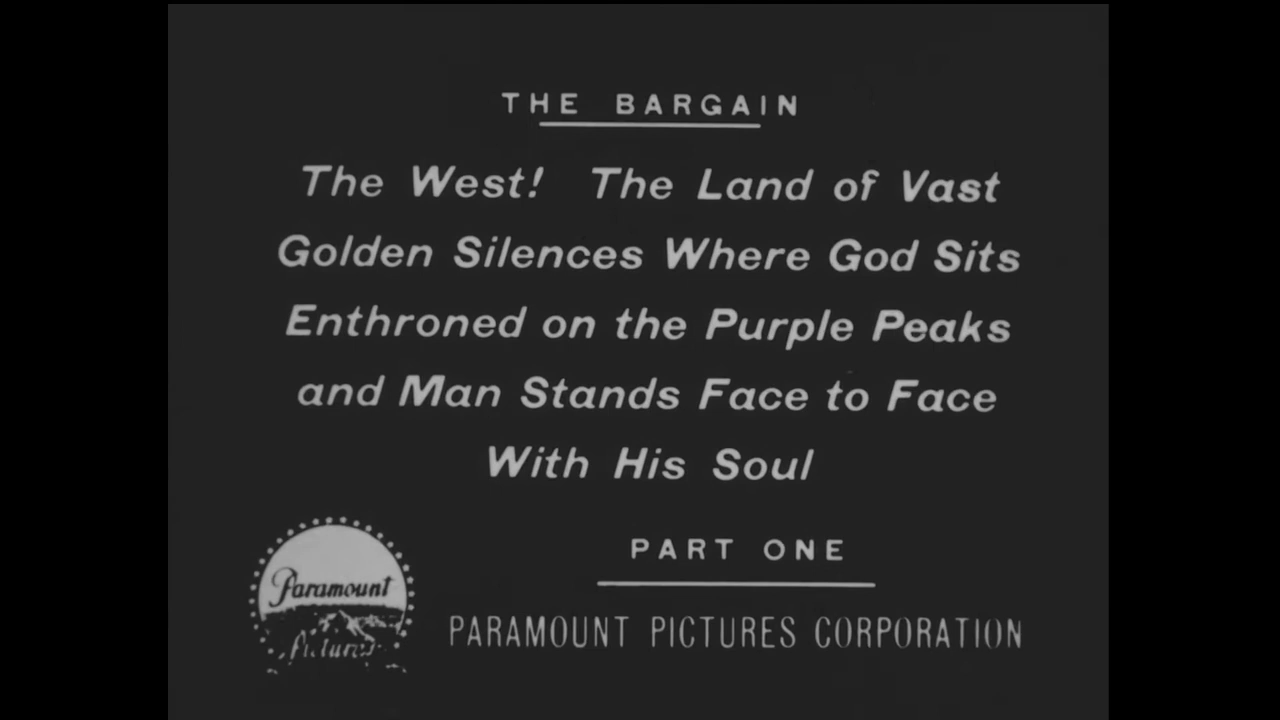 THE BARGAIN
The West! The Land of Vast
Golden Silences Where God Sits
Enthroned on the Purple Peaks
and Man Stands Face to Face
With His Soul
PART ONE
Paramount
Pictures
PARAMOUNT PICTURES CORPORATION